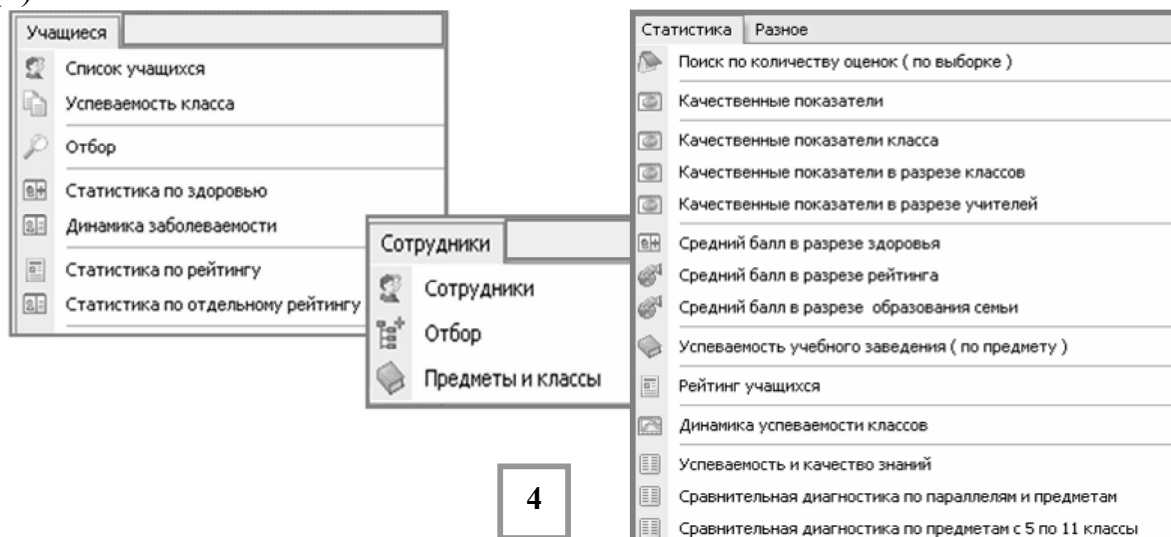 Учащиеся
Список учащихся
Успеваемость класса
Отбор
Статистика по здоровью
Динамика заболеваемости
Статистика по рейтингу
Статистика по отдельному рейтингу
Сотрудники
Сотрудники
Отбор
Предметы и классы
Статистика Разное
Поиск по количеству оценок ( по выборке )
Качественные показатели
Качественные показатели класса
Качественные показатели в разрезе классов
Качественные показатели в разрезе учителей
Средний балл в разрезе здоровья
Средний балл в разрезе рейтинга
Средний балл в разрезе образования семьи
Успеваемость учебного заведения ( по предмету )
Рейтинг учащихся
Динамика успеваемости классов
Успеваемость и качество знаний
Сравнительная диагностика по параллелям и предметам
Сравнительная диагностика по предметам с 5 по 11 классы
4